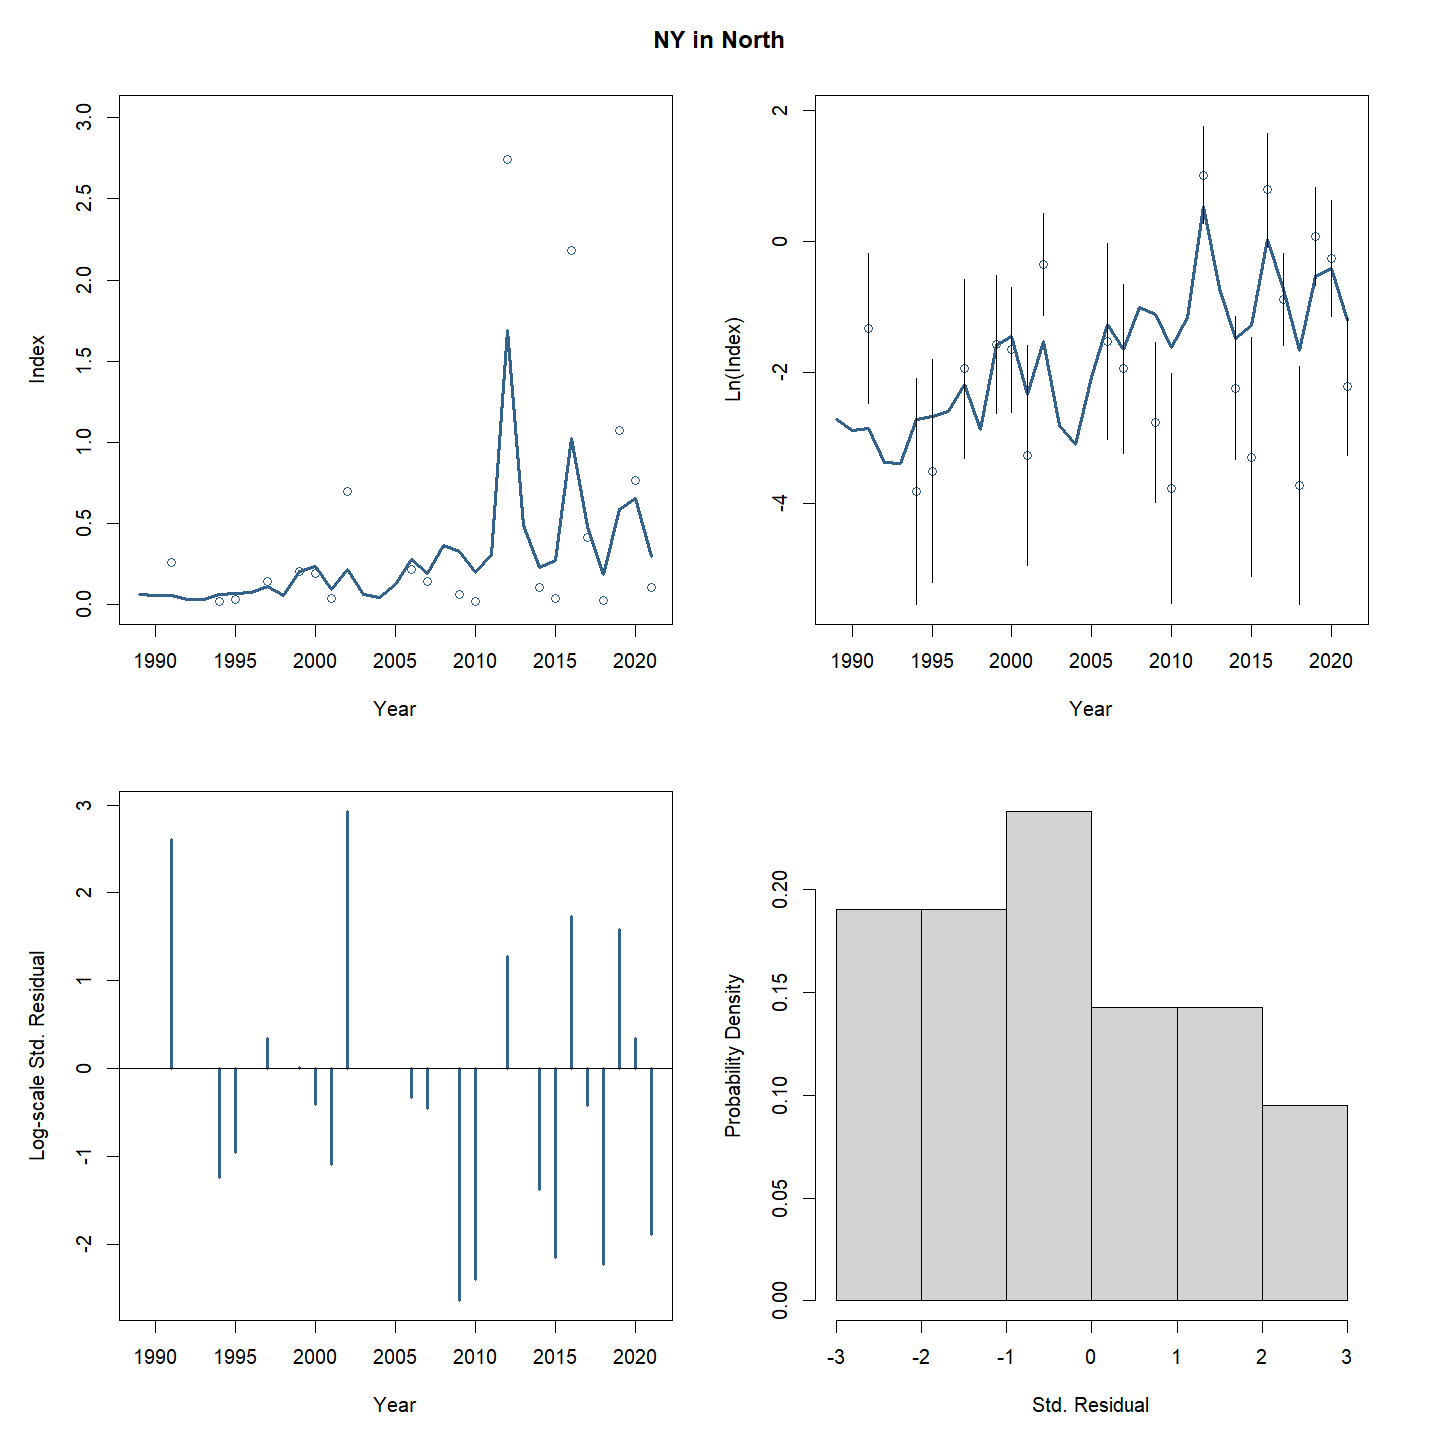 NY in North
3.0
2.5
2.0
1.5
1.0
0.5
0.0
Index
1990 1995 2000 2005 2010 2015 2020
Year
2
0
-2
-4
Ln(Index)
1990 1995 2000 2005 2010 2015 2020
Year
3
2
1
0
-1
-2
Log-scale Std. Residual
1990 1995 2000 2005 2010 2015 2020
Year
0.20
0.15
0.10
0.05
0.00
Probability Density
-3 -2 -1 0 1 2 3
Std. Residual